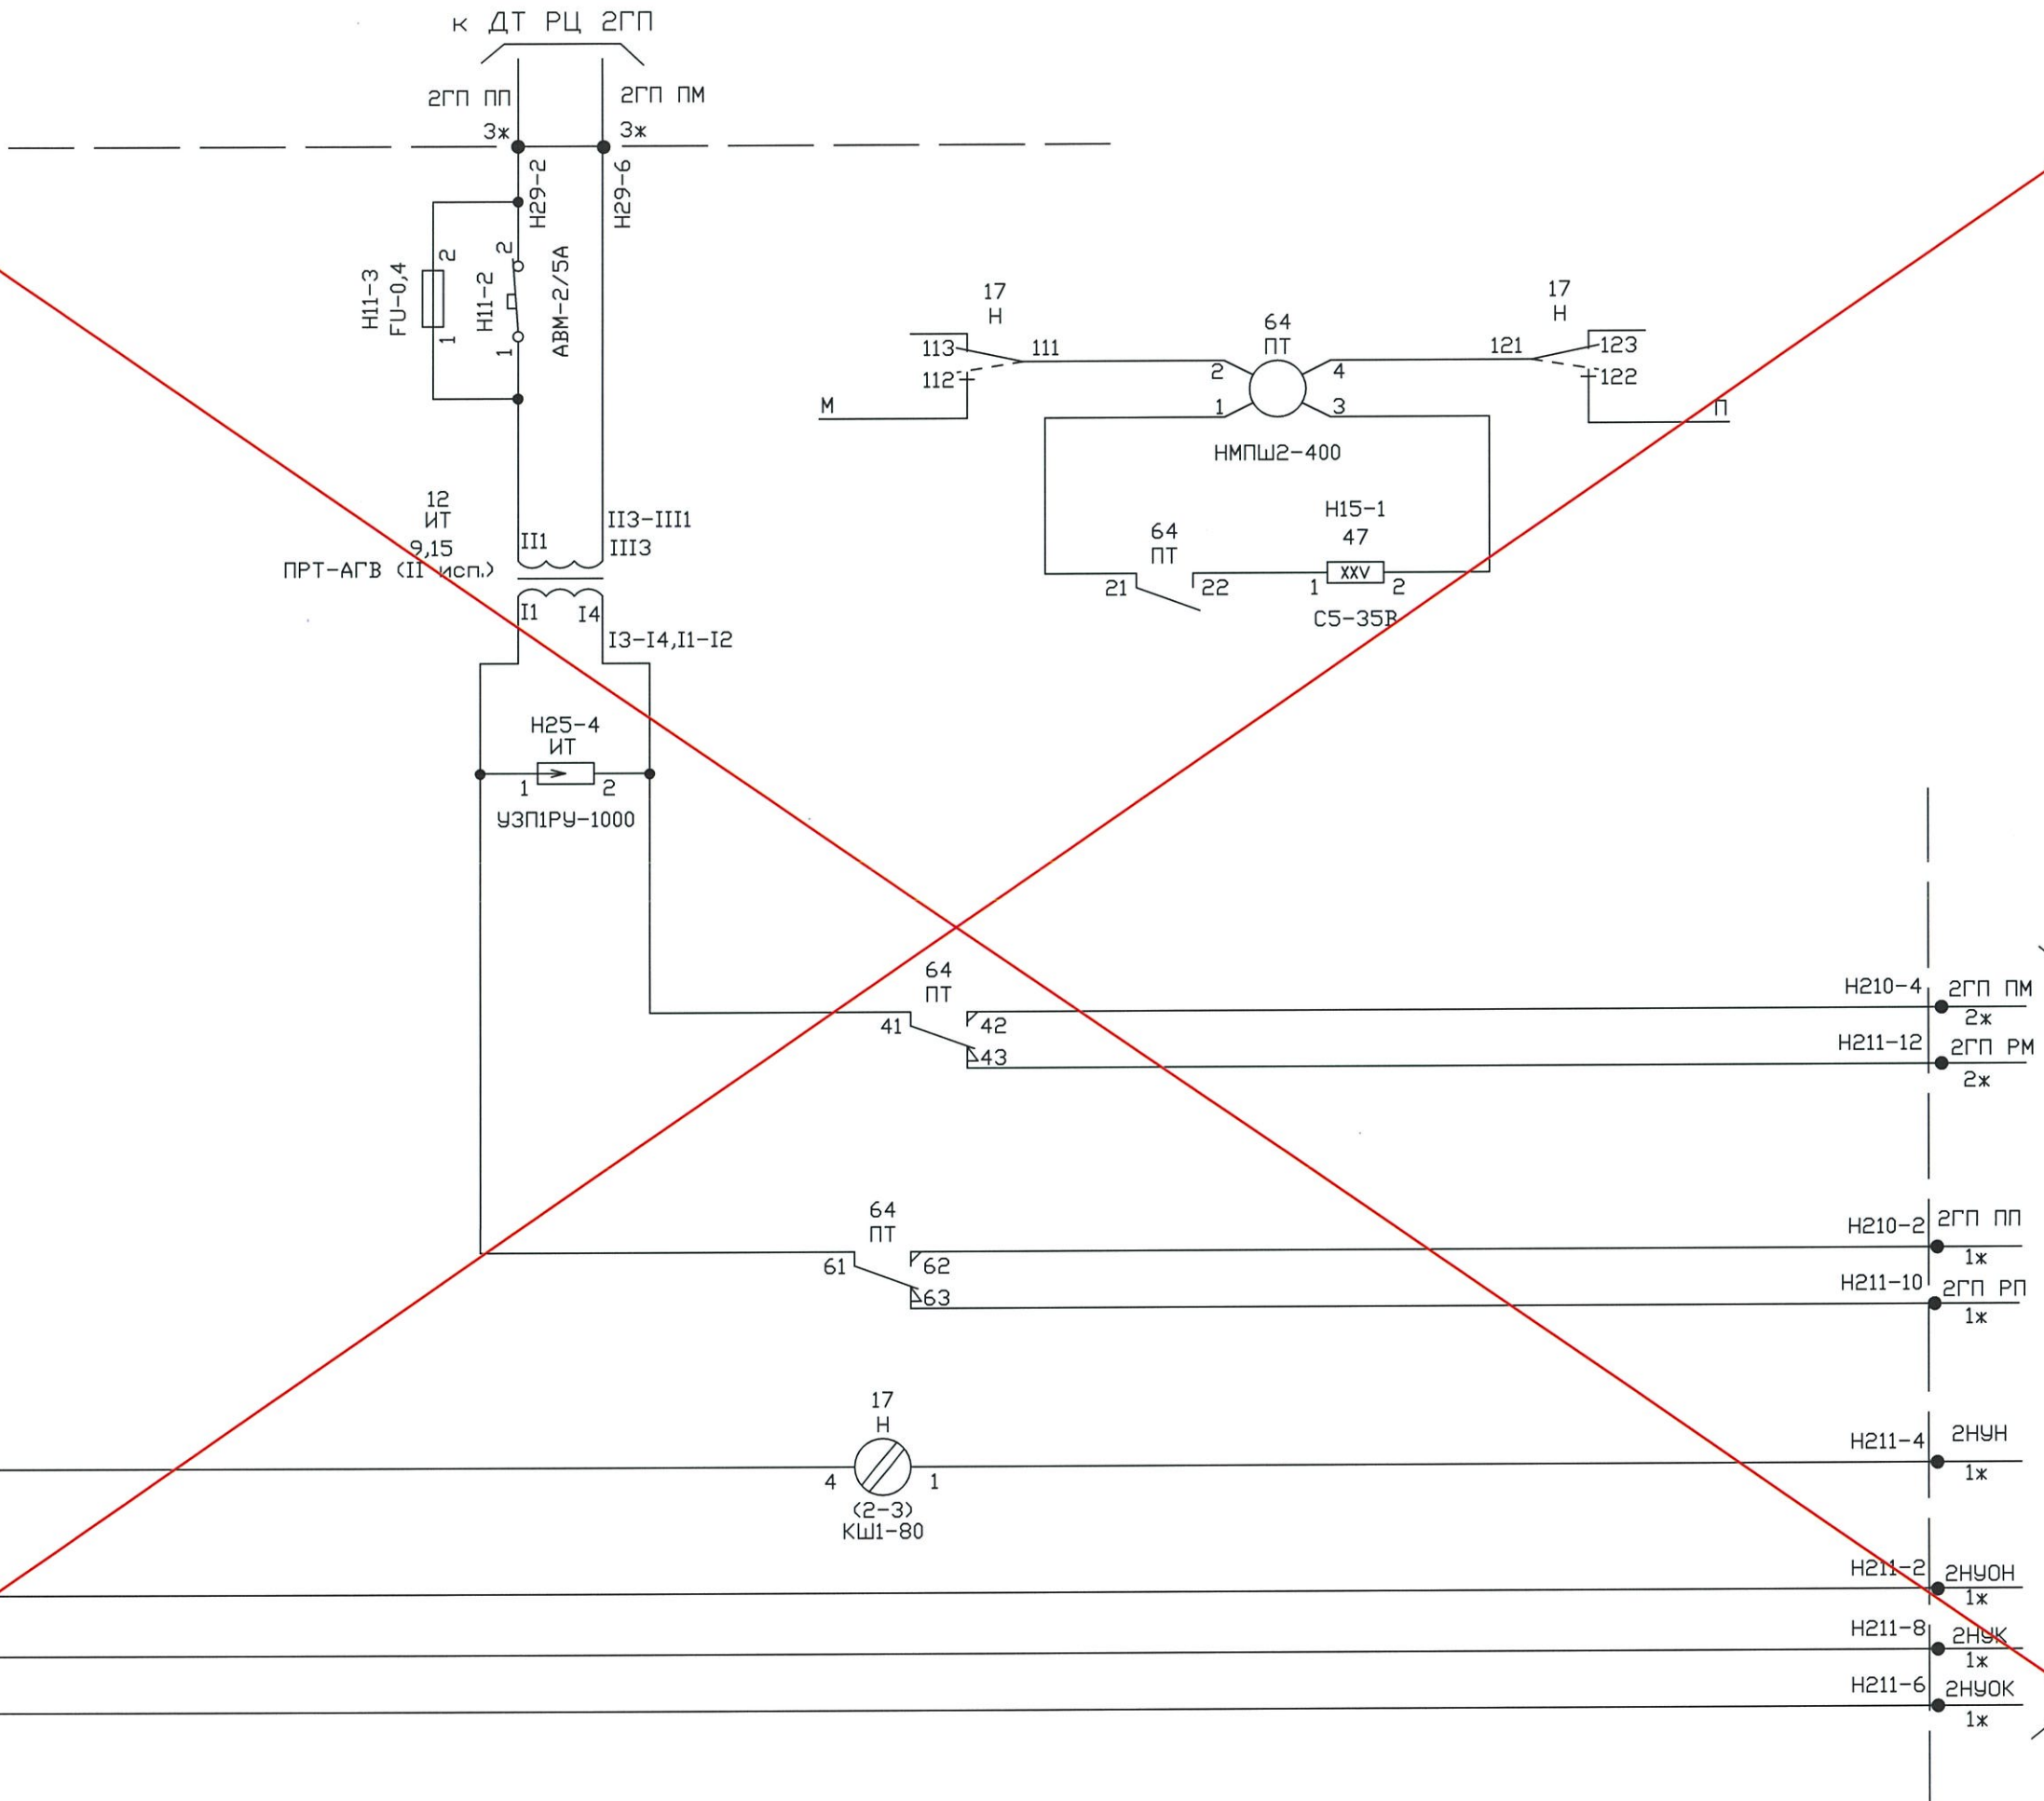 к ДТ РЦ 2ГП
2ГП ПП
2ГП ПМ
3ж
3ж
Н29-2
Н29-6
Н11-3
FU-0,4
2
1
Н11-2
2
1
АВМ-2/5А
12
ИТ
9,15
ПРТ-АГВ (II исп.)
II1
II3-III1
III3
I1
I4
I3-I4,I1-I2
Н25-4
ИТ
1
2
УЗП1РУ-1000
17
Н
113
111
112
М
64
ПТ
2
4
1
3
НМПШ2-400
17
Н
121
123
122
П
64
ПТ
21
22
Н15-1
47
XXV
1
2
С5-35В
64
ПТ
41
42
43
Н210-4
2ГП ПМ
2ж
Н211-12
2ГП РМ
2ж
64
ПТ
61
62
63
Н210-2
2ГП ПП
1ж
Н211-10
2ГП РП
1ж
17
Н
4
1
(2-3)
КШ1-80
Н211-4
2НУН
1ж
Н211-2
2НУОН
1ж
Н211-8
2НУК
1ж
Н211-6
2НУОК
1ж